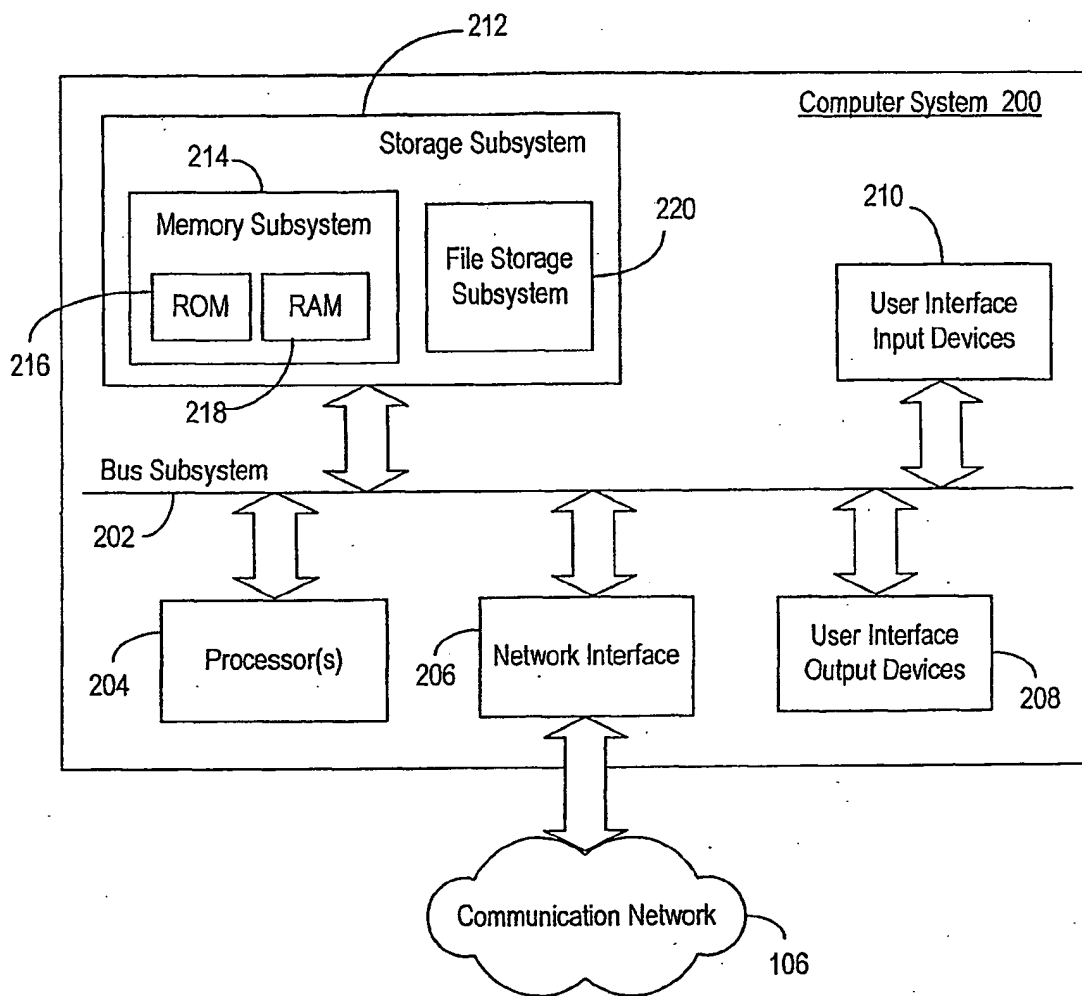 212
Computer System 200
Storage Subsystem
214
Memory Subsystem
220
210
File Storage
Subsystem
ROM
RAM
User Interface
Input Devices
216
218
Bus Subsystem
202
Processor(s)
204
Network Interface
206
User Interface
Output Devices
208
Communication Network
106